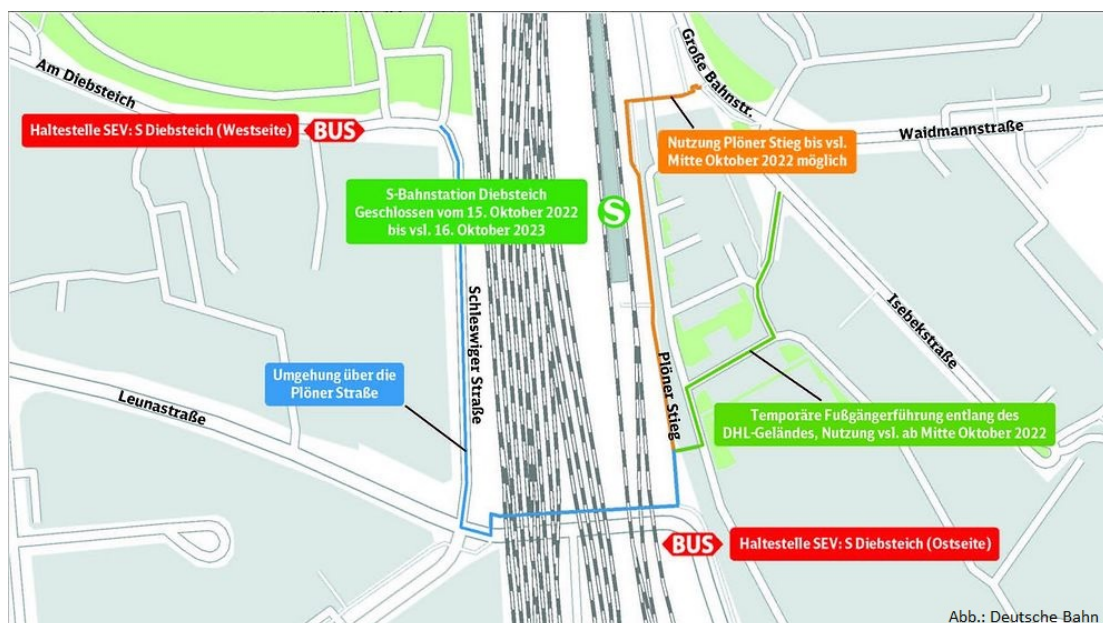 Am Diebsteich
Große Bahnstr.
Haltestelle SEV: S Diebsteich (Westseite)
BUS
Waidmannstraße
Nutzung Plöner Stieg bis vsl.
Mitte Oktober 2022 möglich
S-Bahnstation Diebsteich
Geschlossen vom 15. Oktober 2022
bis vsl. 16. Oktober 2023
S
Schleswiger Straße
Isebekstraße
Umgehung über die
Plöner Straße
Leunastraße
Plöner Stieg
Temporäre Fußgängerführung entlang des
DHL-Geländes, Nutzung vsl. ab Mitte Oktober 2022
BUS
Haltestelle SEV: S Diebsteich (Ostseite)
Abb.: Deutsche Bahn